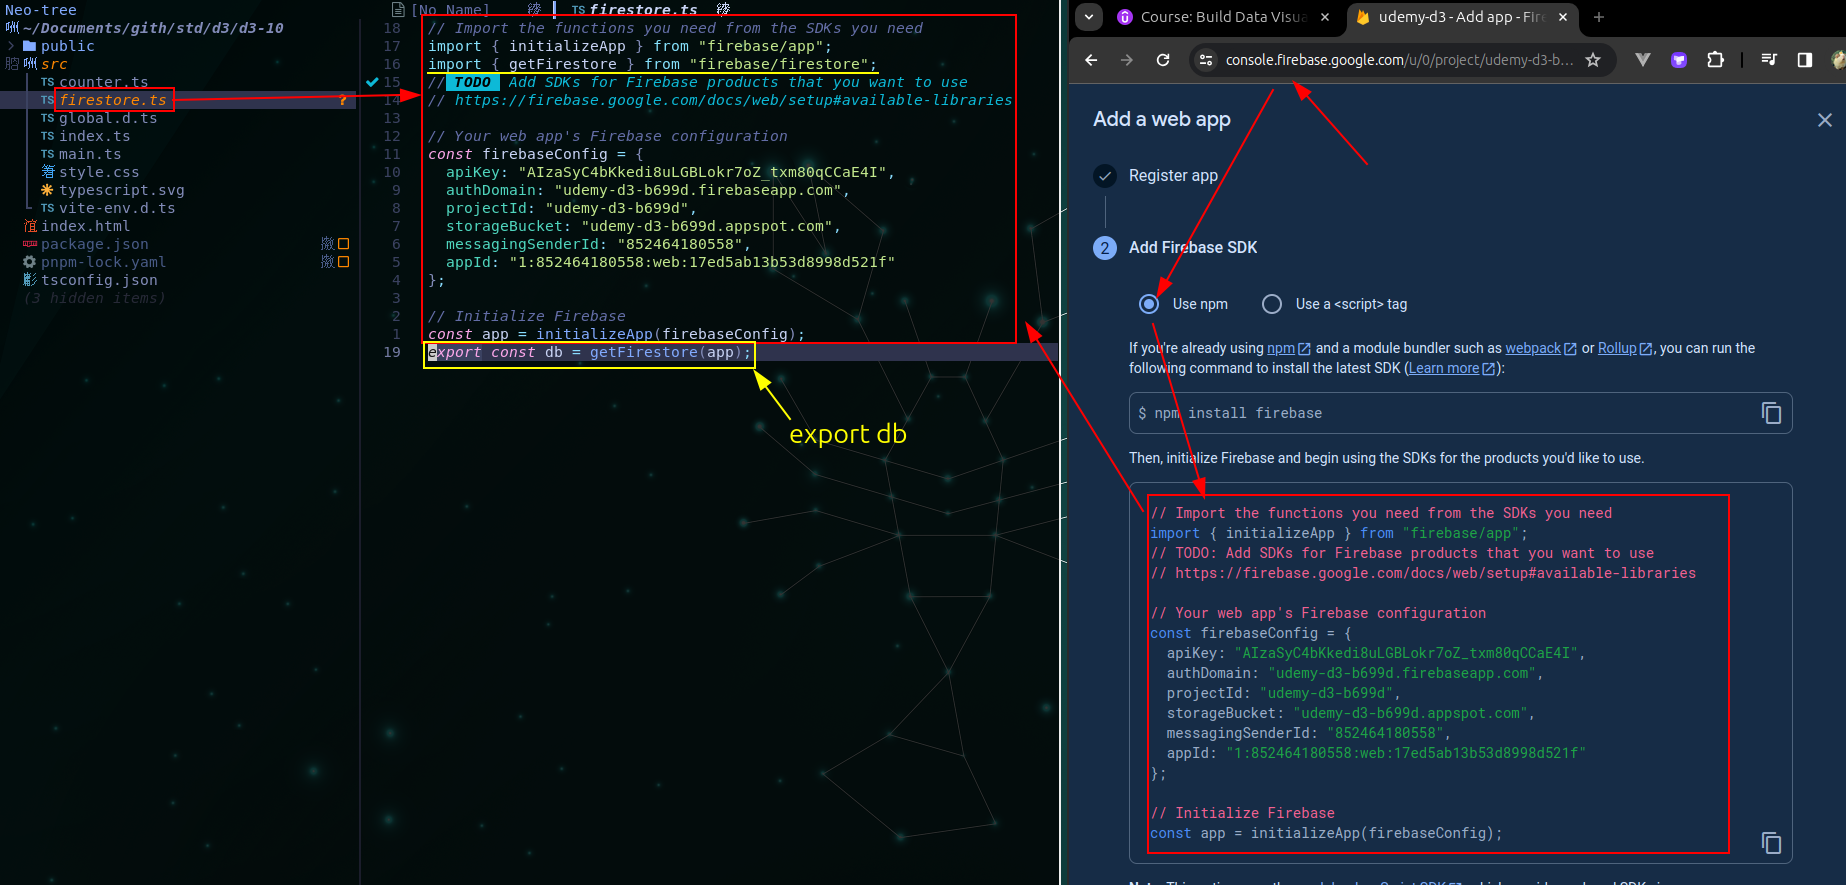 Neo-tree
~/Documents/gith/std/d3/d3-10
public
src
TS counter.ts
TS firestore.ts ?
TS global.d.ts
TS index.ts
TS main.ts
style.css
typescript.svg
TS vite-env.d.ts
index.html
package.json
pnpm-lock.yaml
tsconfig.json
(3 hidden items)
[No Name] TS firestore.ts
18 // Import the functions you need from the SDKs you need
17 import { initializeApp } from "firebase/app";
16 import { getFirestore } from "firebase/firestore";
15 // TODO Add SDKs for Firebase products that you want to use
14 // https://firebase.google.com/docs/web/setup#available-libraries
13
12 // Your web app's Firebase configuration
11 const firebaseConfig = {
10 apiKey: "AIzaSyC4bKkedi8uLGBLokr7oZ_txm80qCCaE4I",
9 authDomain: "udemy-d3-b699d.firebaseapp.com",
8 projectId: "udemy-d3-b699d",
7 storageBucket: "udemy-d3-b699d.appspot.com",
6 messagingSenderId: "852464180558",
5 appId: "1:852464180558:web:17ed5ab13b53d8998d521f"
4 };
3
2 // Initialize Firebase
1 const app = initializeApp(firebaseConfig);
19 export const db = getFirestore(app);
export db
Course: Build Data Visua
udemy-d3 - Add app - Fire
console.firebase.google.com/u/0/project/udemy-d3-b...
Add a web app
Register app
2 Add Firebase SDK
Use npm Use a <script> tag
If you're already using npm and a module bundler such as webpack or Rollup, you can run the
following command to install the latest SDK (Learn more):
$ npm install firebase
Then, initialize Firebase and begin using the SDKs for the products you'd like to use.
// Import the functions you need from the SDKs you need
import { initializeApp } from "firebase/app";
// TODO: Add SDKs for Firebase products that you want to use
// https://firebase.google.com/docs/web/setup#available-libraries
// Your web app's Firebase configuration
const firebaseConfig = {
apiKey: "AIzaSyC4bKkedi8uLGBLokr7oZ_txm80qCCaE4I",
authDomain: "udemy-d3-b699d.firebaseapp.com",
projectId: "udemy-d3-b699d",
storageBucket: "udemy-d3-b699d.appspot.com",
messagingSenderId: "852464180558",
appId: "1:852464180558:web:17ed5ab13b53d8998d521f"
};
// Initialize Firebase
const app = initializeApp(firebaseConfig);